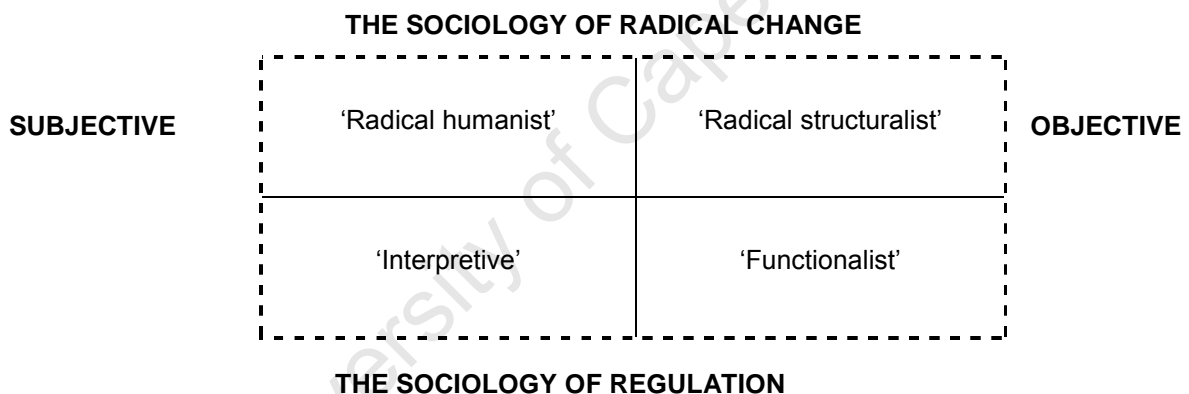 THE SOCIOLOGY OF RADICAL CHANGE
SUBJECTIVE
‘Radical humanist’
‘Radical structuralist’
OBJECTIVE
‘Interpretive’
‘Functionalist’
THE SOCIOLOGY OF REGULATION